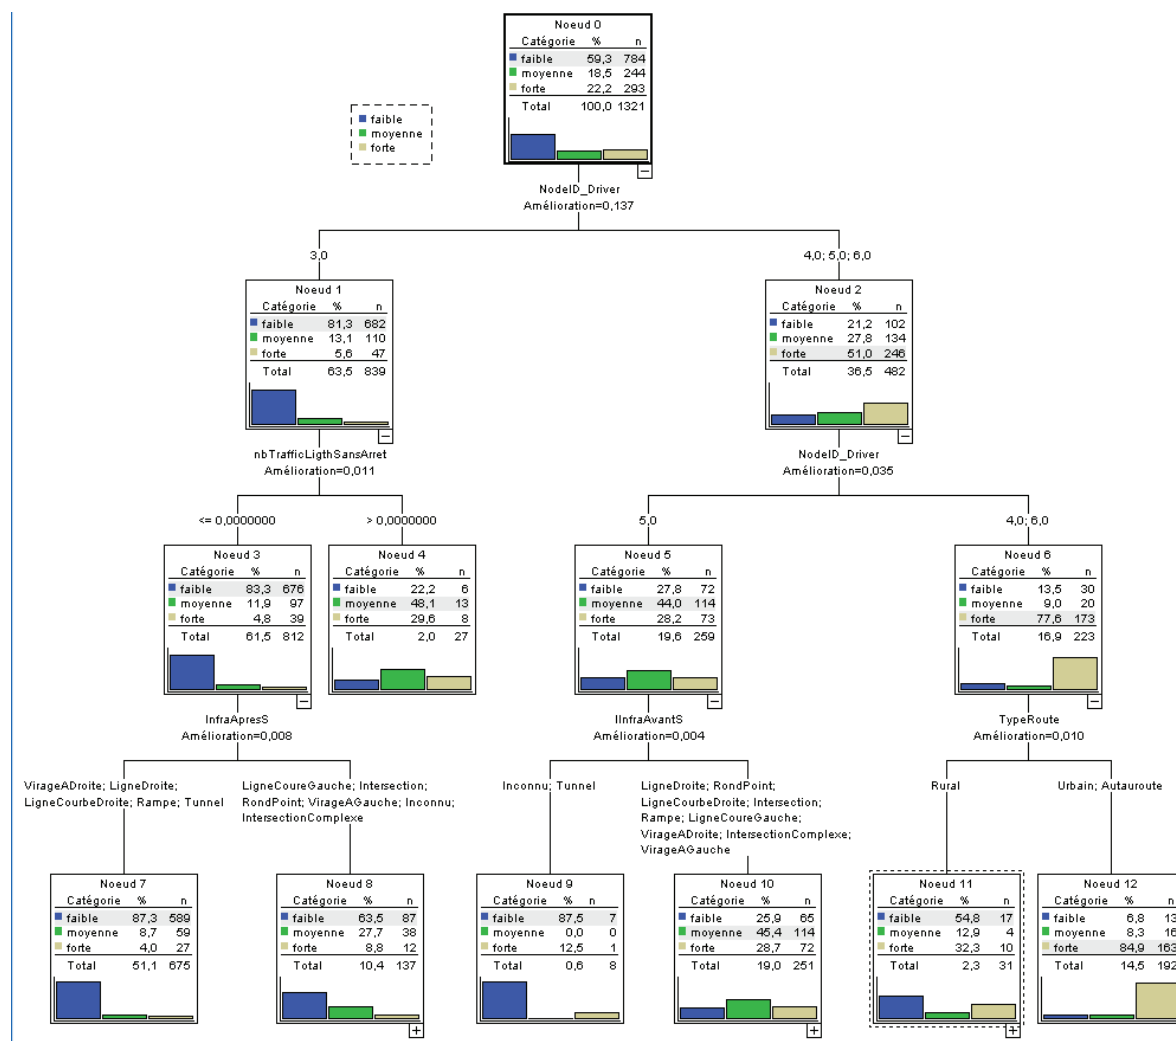 Noeud 0
Catégorie % n
faible 59,3 784
moyenne 18,5 244
forte 22,2 293
Total 100,0 1321
faible
moyenne
forte
NodeID_Driver
Amélioration=0,137
3,0
4,0; 5,0; 6,0
Noeud 1
Catégorie % n
faible 81,3 682
moyenne 13,1 110
forte 5,6 47
Total 63,5 839
Noeud 2
Catégorie % n
faible 21,2 102
moyenne 27,8 134
forte 51,0 246
Total 36,5 482
nbTrafficLigthSansArret
Amélioration=0,011
NodeID_Driver
Amélioration=0,035
<= 0,0000000
> 0,0000000
5,0
4,0; 6,0
Noeud 3
Catégorie % n
faible 83,3 676
moyenne 11,9 97
forte 4,8 39
Total 61,5 812
Noeud 4
Catégorie % n
faible 22,2 6
moyenne 48,1 13
forte 29,6 8
Total 2,0 27
Noeud 5
Catégorie % n
faible 27,8 72
moyenne 44,0 114
forte 28,2 73
Total 19,6 259
Noeud 6
Catégorie % n
faible 13,5 30
moyenne 9,0 20
forte 77,6 173
Total 16,9 223
InfraApresS
Amélioration=0,008
IInfraAvantS
Amélioration=0,004
TypeRoute
Amélioration=0,010
VirageADroite; LigneDroite;
LigneCourbeDroite; Rampe; Tunnel
LigneCoureGauche; Intersection;
RondPoint; VirageAGauche; Inconnu;
IntersectionComplexe
Inconnu; Tunnel
LigneDroite; RondPoint;
LigneCourbeDroite; Intersection;
Rampe; LigneCoureGauche;
VirageADroite; IntersectionComplexe;
VirageAGauche
Rural
Urbain; Autauroute
Noeud 7
Catégorie % n
faible 87,3 589
moyenne 8,7 59
forte 4,0 27
Total 51,1 675
Noeud 8
Catégorie % n
faible 63,5 87
moyenne 27,7 38
forte 8,8 12
Total 10,4 137
Noeud 9
Catégorie % n
faible 87,5 7
moyenne 0,0 0
forte 12,5 1
Total 0,6 8
Noeud 10
Catégorie % n
faible 25,9 65
moyenne 45,4 114
forte 28,7 72
Total 19,0 251
Noeud 11
Catégorie % n
faible 54,8 17
moyenne 12,9 4
forte 32,3 10
Total 2,3 31
Noeud 12
Catégorie % n
faible 6,8 13
moyenne 8,3 16
forte 84,9 163
Total 14,5 192